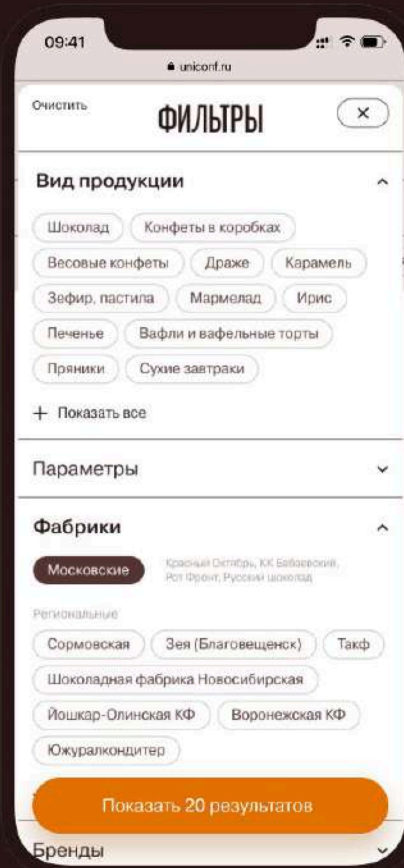 09:41
uniconf.ru
Очистить
ФИЛЬТРЫ
Вид продукции
Шоколад Конфеты в коробках
Весовые конфеты Драже Карамель
Зефир, пастила Мармелад Ирис
Печенье Вафли и вафельные торты
Пряники Сухие завтраки
+ Показать все
Параметры
Фабрики
Московские
Красный Октябрь, КК Бабаевский,
Рот Фронт, Русский шоколад
Региональные
Сормовская Зея (Благовещенск) Такф
Шоколадная фабрика Новосибирская
Йошкар-Олинская КФ Воронежская КФ
Южуралкондитер
Показать 20 результатов
Бренды